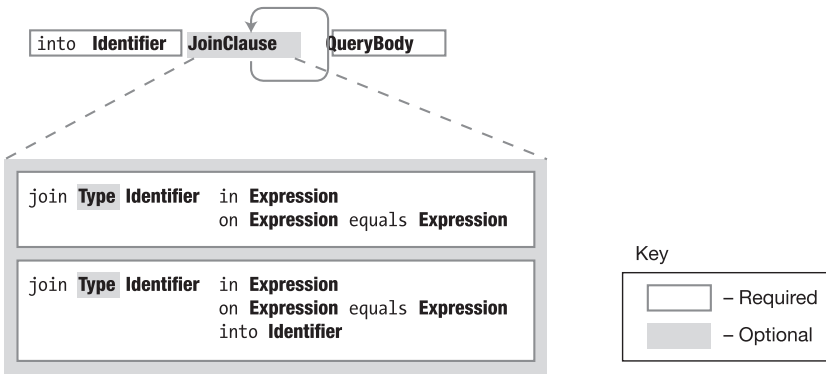 into Identifier JoinClause QueryBody
join Type Identifier in Expression
on Expression equals Expression
join Type Identifier in Expression
on Expression equals Expression
into Identifier
Key
– Required
– Optional